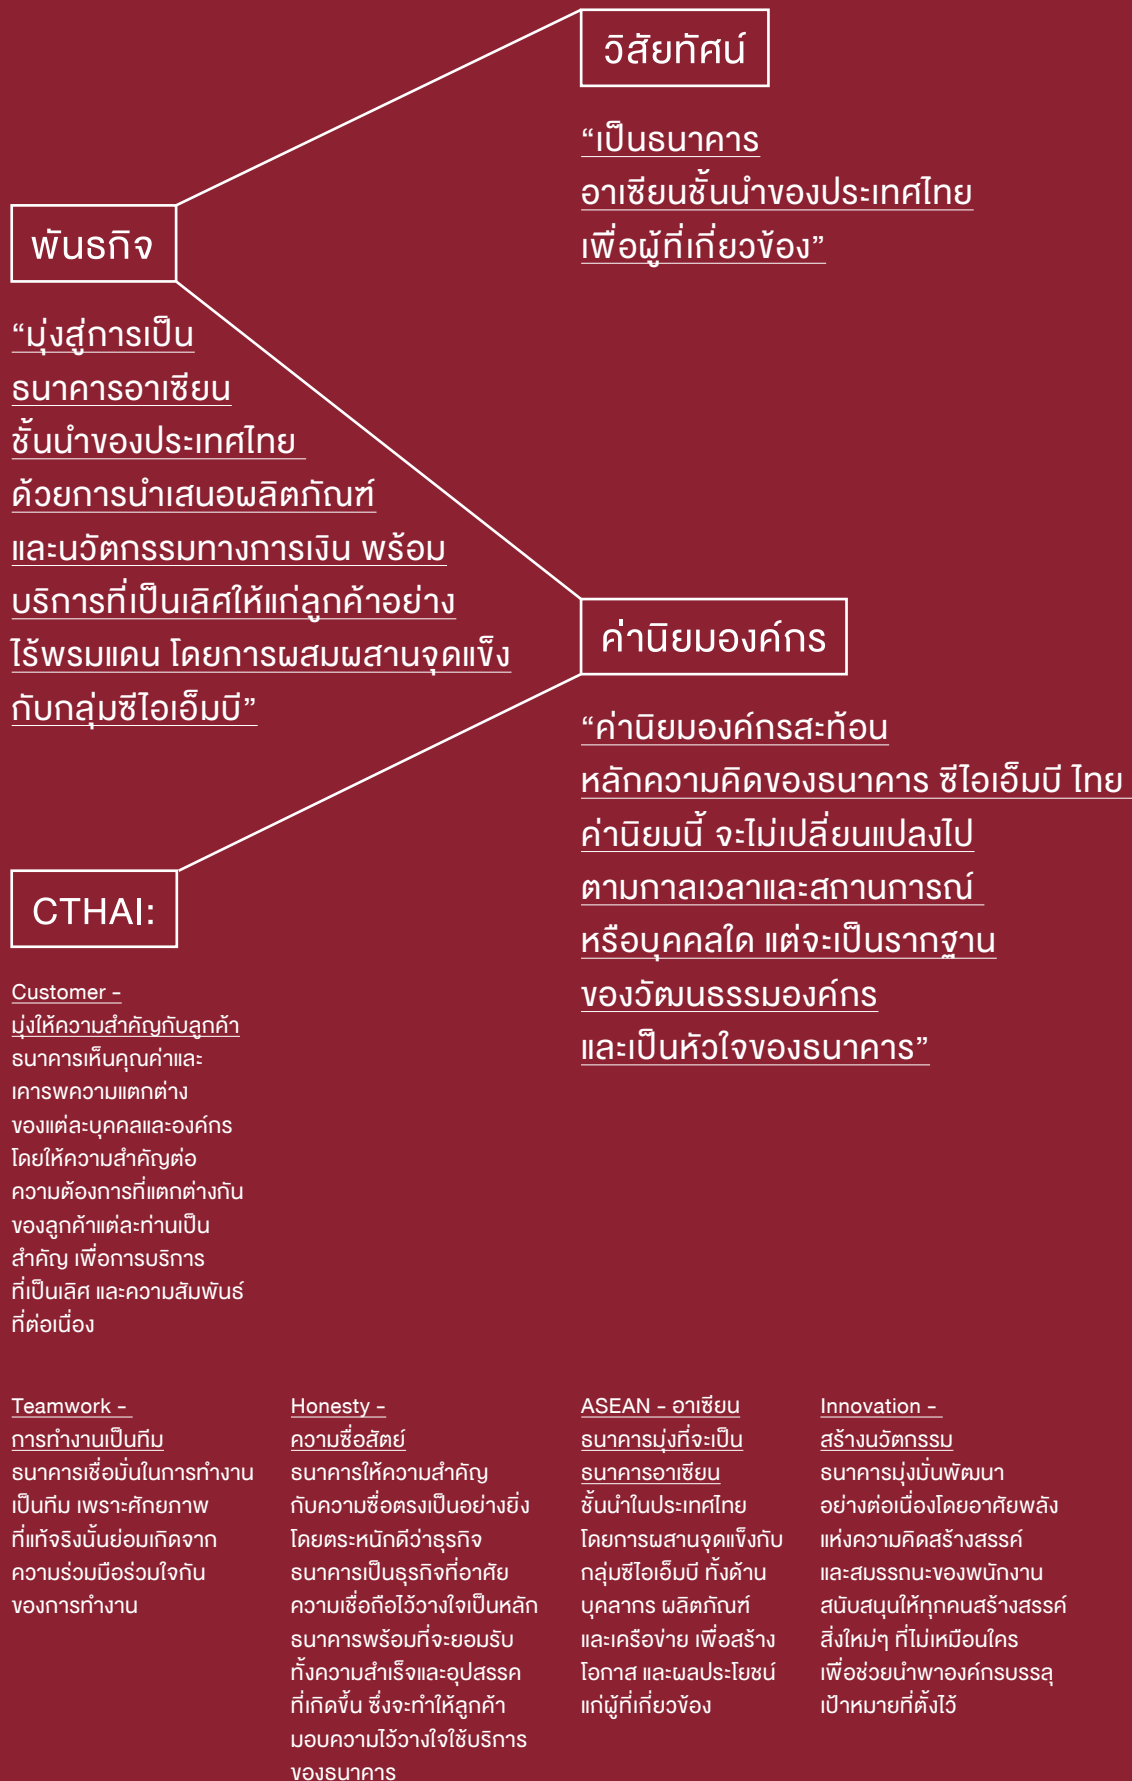 วิสัยทัศน์
“เป็นธนาคาร
อาเซียนชั้นนำของประเทศไทย
เพื่อผู้ที่เกี่ยวข้อง”
พันธกิจ
“มุ่งสู่การเป็น
ธนาคารอาเซียน
ชั้นนำของประเทศไทย
ด้วยการนำเสนอผลิตภัณฑ์
และนวัตกรรมทางการเงิน พร้อม
บริการที่เป็นเลิศให้แก่ลูกค้าอย่าง
ไร้พรมแดน โดยการผสมผสานจุดแข็ง
กับกลุ่มซีไอเอ็มบี”
ค่านิยมองค์กร
“ค่านิยมองค์กรสะท้อน
หลักความคิดของธนาคาร ซีไอเอ็มบี ไทย
ค่านิยมนี้ จะไม่เปลี่ยนแปลงไป
ตามกาลเวลาและสถานการณ์
หรือบุคคลใด แต่จะเป็นรากฐาน
ของวัฒนธรรมองค์กร
และเป็นหัวใจของธนาคาร”
CTHAI:
Customer -
มุ่งให้ความสำคัญกับลูกค้า
ธนาคารเห็นคุณค่าและ
เคารพความแตกต่าง
ของแต่ละบุคคลและองค์กร
โดยให้ความสำคัญต่อ
ความต้องการที่แตกต่างกัน
ของลูกค้าแต่ละท่านเป็น
สำคัญ เพื่อการบริการ
ที่เป็นเลิศ และความสัมพันธ์
ที่ต่อเนื่อง
Teamwork -
การทำงานเป็นทีม
ธนาคารเชื่อมั่นในการทำงาน
เป็นทีม เพราะศักยภาพ
ที่แท้จริงนั้นย่อมเกิดจาก
ความร่วมมือร่วมใจกัน
ของการทำงาน
Honesty -
ความซื่อสัตย์
ธนาคารให้ความสำคัญ
กับความซื่อตรงเป็นอย่างยิ่ง
โดยตระหนักดีว่าธุรกิจ
ธนาคารเป็นธุรกิจที่อาศัย
ความเชื่อถือไว้วางใจเป็นหลัก
ธนาคารพร้อมที่จะยอมรับ
ทั้งความสำเร็จและอุปสรรค
ที่เกิดขึ้น ซึ่งจะทำให้ลูกค้า
มอบความไว้วางใจใช้บริการ
ของธนาคาร
ASEAN - อาเซียน
ธนาคารมุ่งที่จะเป็น
ธนาคารอาเซียน
ชั้นนำในประเทศไทย
โดยการผสานจุดแข็งกับ
กลุ่มซีไอเอ็มบี ทั้งด้าน
บุคลากร ผลิตภัณฑ์
และเครือข่าย เพื่อสร้าง
โอกาส และผลประโยชน์
แก่ผู้ที่เกี่ยวข้อง
Innovation -
สร้างนวัตกรรม
ธนาคารมุ่งมั่นพัฒนา
อย่างต่อเนื่องโดยอาศัยพลัง
แห่งความคิดสร้างสรรค์
และสมรรถนะของพนักงาน
สนับสนุนให้ทุกคนสร้างสรรค์
สิ่งใหม่ๆ ที่ไม่เหมือนใคร
เพื่อช่วยนำพาองค์กรบรรลุ
เป้าหมายที่ตั้งไว้